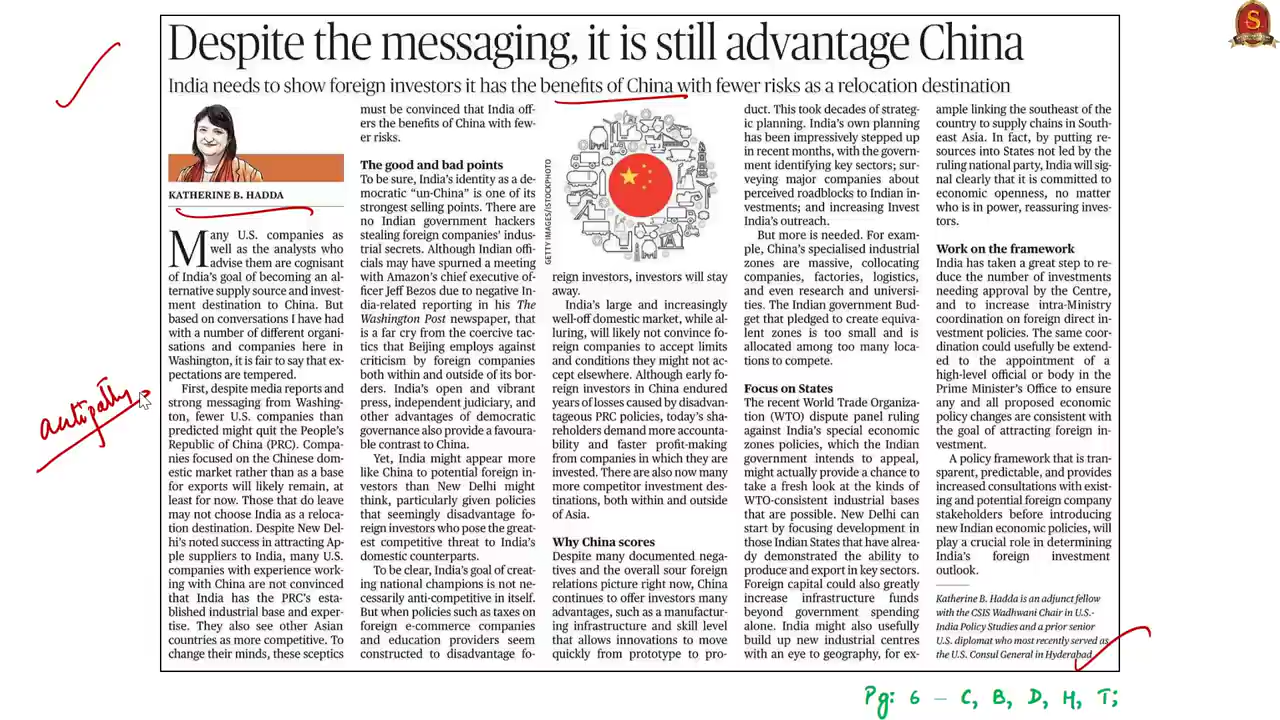 Despite the messaging, it is still advantage China
India needs to show foreign investors it has the benefits of China with fewer risks as a relocation destination
KATHERINE B. HADDA
Many U.S. companies as
well as the analysts who
advise them are cognisant
of India's goal of becoming an al-
ternative supply source and invest-
ment destination to China. But
based on conversations I have had
with a number of different organi-
sations and companies here in
Washington, it is fair to say that ex-
pectations are tempered.
First, despite media reports and
strong messaging from Washing-
ton, fewer U.S. companies than
predicted might quit the People's
Republic of China (PRC). Compa-
nies focused on the Chinese dom-
estic market rather than as a base
for exports will likely remain, at
least for now. Those that do leave
may not choose India as a reloca-
tion destination. Despite New Del-
hi's noted success in attracting Ap-
ple suppliers to India, many U.S.
companies with experience work-
ing with China are not convinced
that India has the PRC's esta-
blished industrial base and exper-
tise. They also see other Asian
countries as more competitive. To
change their minds, these sceptics
must be convinced that India off-
ers the benefits of China with few-
er risks.
The good and bad points
To be sure, India's identity as a de-
mocratic "un-China" is one of its
strongest selling points. There are
no Indian government hackers
stealing foreign companies' indus-
trial secrets. Although Indian offi-
cials may have spurned a meeting
with Amazon's chief executive of-
ficer Jeff Bezos due to negative In-
dia-related reporting in his The
Washington Post newspaper, that
is a far cry from the coercive tac-
tics that Beijing employs against
criticism by foreign companies
both within and outside of its bor-
ders. India's open and vibrant
press, independent judiciary, and
other advantages of democratic
governance also provide a favoura-
ble contrast to China.
Yet, India might appear more
like China to potential foreign in-
vestors than New Delhi might
think, particularly given policies
that seemingly disadvantage fo-
reign investors who pose the great-
est competitive threat to India's
domestic counterparts.
To be clear, India's goal of creat-
ing national champions is not ne-
cessarily anti-competitive in itself.
But when policies such as taxes on
foreign e-commerce companies
and education providers seem
constructed to disadvantage fo-
GETTY IMAGES/ISTOCKPHOTO
reign investors, investors will stay
away.
India's large and increasingly
well-off domestic market, while al-
luring, will likely not convince fo-
reign companies to accept limits
and conditions they might not ac-
cept elsewhere. Although early fo-
reign investors in China endured
years of losses caused by disadvan-
tageous PRC policies, today's sha-
reholders demand more accounta-
bility and faster profit-making
from companies in which they are
invested. There are also now many
more competitor investment des-
tinations, both within and outside
of Asia.
Why China scores
Despite many documented nega-
tives and the overall sour foreign
relations picture right now, China
continues to offer investors many
advantages, such as a manufactur-
ing infrastructure and skill level
that allows innovations to move
quickly from prototype to pro-
duct. This took decades of strateg-
ic planning. India's own planning
has been impressively stepped up
in recent months, with the govern-
ment identifying key sectors; sur-
veying major companies about
perceived roadblocks to Indian in-
vestments; and increasing Invest
India's outreach.
But more is needed. For exam-
ple, China's specialised industrial
zones are massive, collocating
companies, factories, logistics,
and even research and universi-
ties. The Indian government Bud-
get that pledged to create equiva-
lent zones is too small and is
allocated among too many loca-
tions to compete.
Focus on States
The recent World Trade Organiza-
tion (WTO) dispute panel ruling
against India's special economic
zones policies, which the Indian
government intends to appeal,
might actually provide a chance to
take a fresh look at the kinds of
WTO-consistent industrial bases
that are possible. New Delhi can
start by focusing development in
those Indian States that have alrea-
dy demonstrated the ability to
produce and export in key sectors.
Foreign capital could also greatly
increase infrastructure funds
beyond government spending
alone. India might also usefully
build up new industrial centres
with an eye to geography, for ex-
ample linking the southeast of the
country to supply chains in South-
east Asia. In fact, by putting re-
sources into States not led by the
ruling national party, India will sig-
nal clearly that it is committed to
economic openness, no matter
who is in power, reassuring inves-
tors.
Work on the framework
India has taken a great step to re-
duce the number of investments
needing approval by the Centre,
and to increase intra-Ministry
coordination on foreign direct in-
vestment policies. The same coor-
dination could usefully be extend-
ed to the appointment of a
high-level official or body in the
Prime Minister's Office to ensure
any and all proposed economic
policy changes are consistent with
the goal of attracting foreign in-
vestment.
A policy framework that is trans-
parent, predictable, and provides
increased consultations with exist-
ing and potential foreign company
stakeholders before introducing
new Indian economic policies, will
play a crucial role in determining
India's foreign investment
outlook.
Katherine B. Hadda is an adjunct fellow
with the CSIS Wadhwani Chair in U.S.-
India Policy Studies and a prior senior
U.S. diplomat who most recently served as
the U.S. Consul General in Hyderabad
antipathy
Pg: 6 – C, B, D, H, T;
S